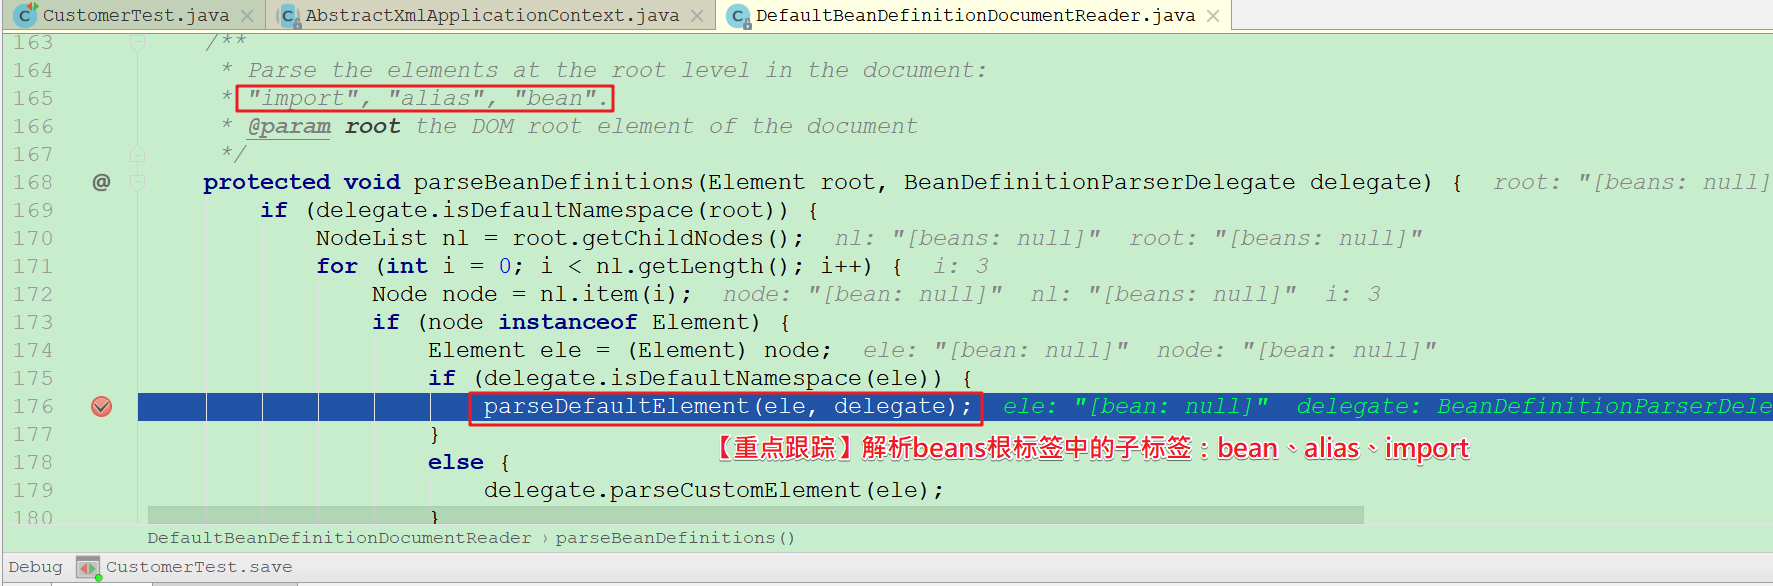 CustomerTest.java AbstractXmlApplicationContext.java DefaultBeanDefinitionDocumentReader.java
163 /**
164 * Parse the elements at the root level in the document:
165 * "import", "alias", "bean".
166 * @param root the DOM root element of the document
167 */
168 @ protected void parseBeanDefinitions(Element root, BeanDefinitionParserDelegate delegate) { root: "[beans: null]
169 if (delegate.isDefaultNamespace(root)) {
170 NodeList nl = root.getChildNodes(); nl: "[beans: null]" root: "[beans: null]"
171 for (int i = 0; i < nl.getLength(); i++) { i: 3
172 Node node = nl.item(i); node: "[bean: null]" nl: "[beans: null]" i: 3
173 if (node instanceof Element) {
174 Element ele = (Element) node; ele: "[bean: null]" node: "[bean: null]"
175 if (delegate.isDefaultNamespace(ele)) {
176 parseDefaultElement(ele, delegate); ele: "[bean: null]" delegate: BeanDefinitionParserDele
177 }
【重点跟踪】解析beans根标签中的子标签：bean、alias、import
178 else {
179 delegate.parseCustomElement(ele);
180 }
DefaultBeanDefinitionDocumentReader › parseBeanDefinitions()
Debug CustomerTest.save